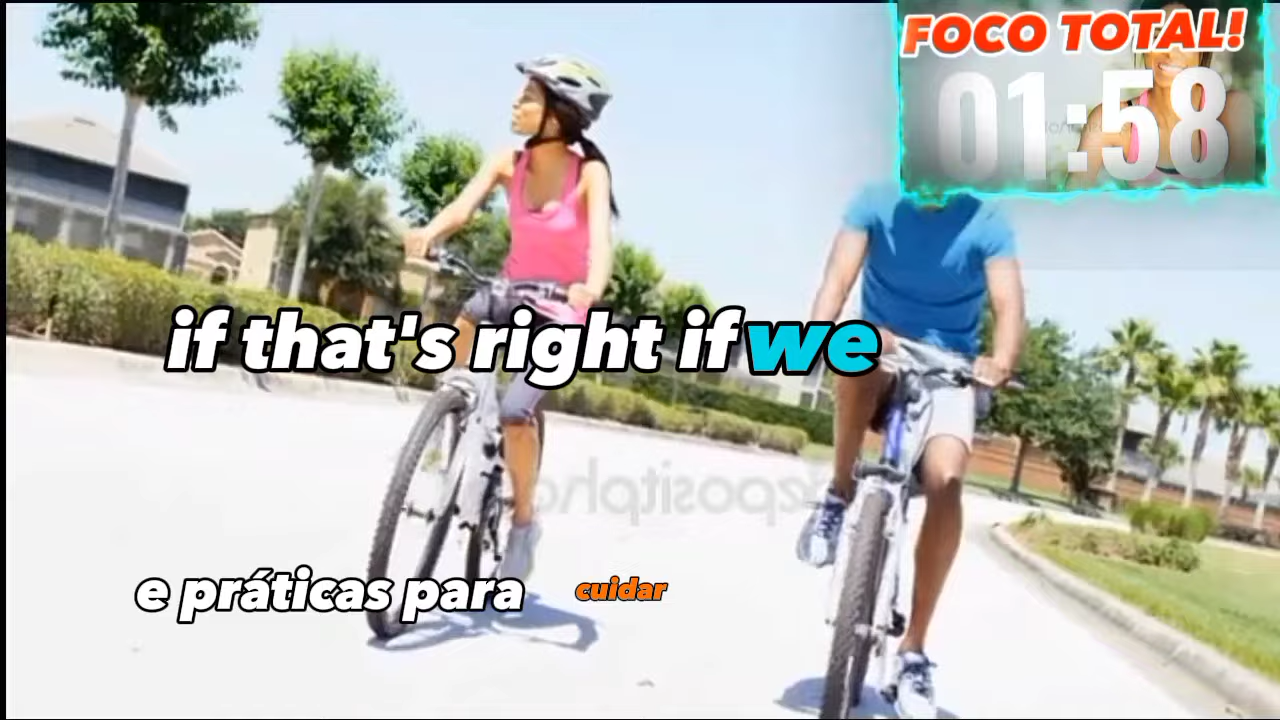 FOCO TOTAL!
01:58
if that's right if we
e práticas para cuidar